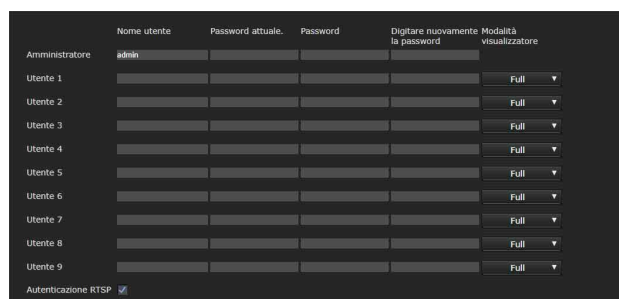 Nome utente Password attuale. Password Digitare nuovamente Modalità
la password visualizzatore
Amministratore admin
Utente 1 Full
Utente 2 Full
Utente 3 Full
Utente 4 Full
Utente 5 Full
Utente 6 Full
Utente 7 Full
Utente 8 Full
Utente 9 Full
Autenticazione RTSP